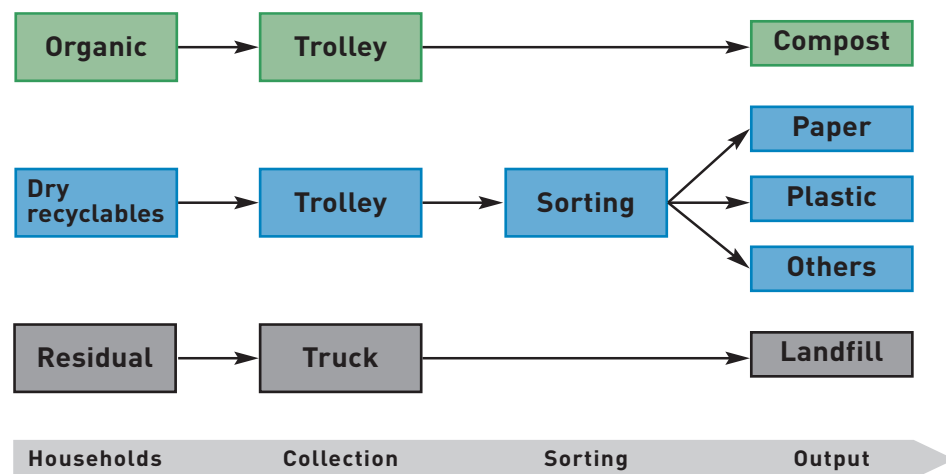 Organic
Trolley
Compost
Dry
recyclables
Trolley
Sorting
Paper
Plastic
Others
Residual
Truck
Landfill
Households
Collection
Sorting
Output